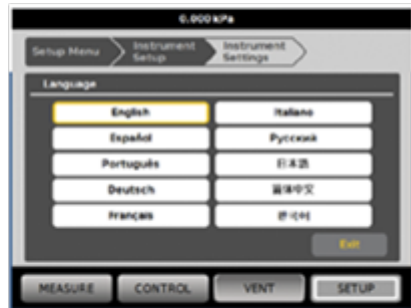 0.000 kPa
Setup Menu
Instrument Setup
Instrument Settings
Language
English
Italiano
Español
Русский
Português
日本語
Deutsch
简体中文
Français
한국어
Exit
MEASURE
CONTROL
VENT
SETUP